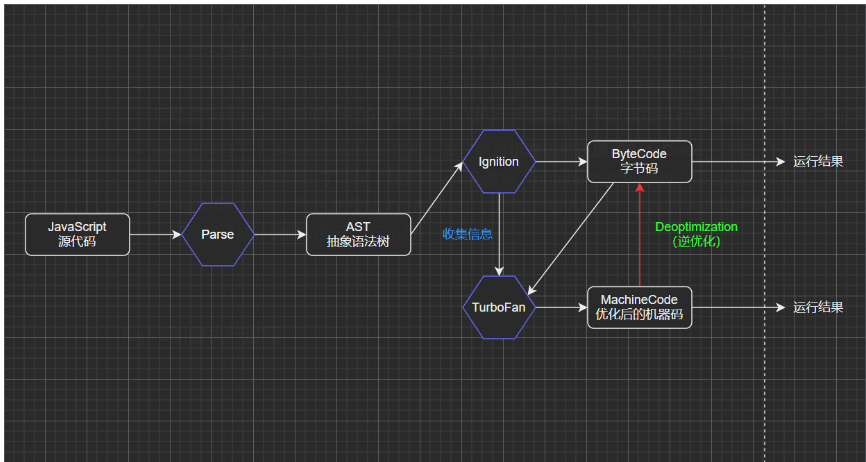 JavaScript
源代码
Parse
AST
抽象语法树
Ignition
收集信息
TurboFan
ByteCode
字节码
Deoptimization
(逆优化)
MachineCode
优化后的机器码
运行结果
运行结果